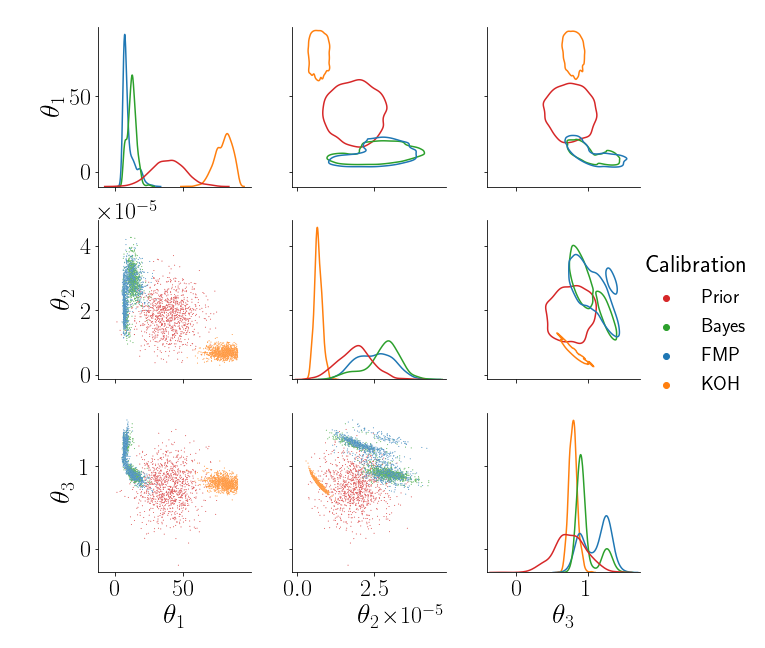 θ₁
50
0
×10⁻⁵
θ₂
4
2
0
Calibration
Prior
Bayes
FMP
KOH
θ₃
1
0
0 50
θ₁
0.0 2.5
θ₂ ×10⁻⁵
0 1
θ₃